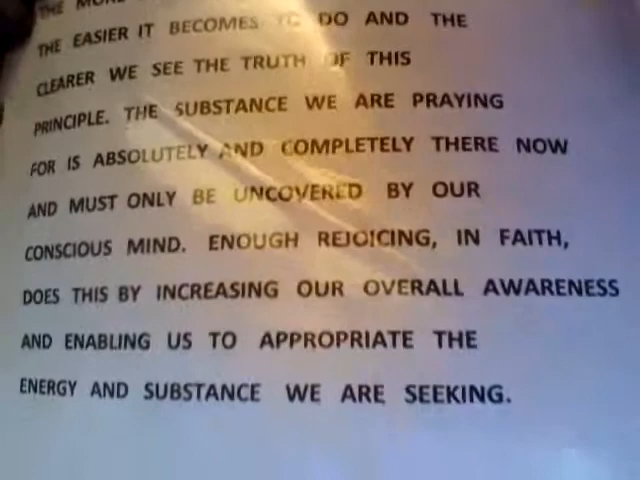 THE MORE
THE EASIER IT BECOMES TO DO AND THE
CLEARER WE SEE THE TRUTH OF THIS
PRINCIPLE. THE SUBSTANCE WE ARE PRAYING
FOR IS ABSOLUTELY AND COMPLETELY THERE NOW
AND MUST ONLY BE UNCOVERED BY OUR
CONSCIOUS MIND. ENOUGH REJOICING, IN FAITH,
DOES THIS BY INCREASING OUR OVERALL AWARENESS
AND ENABLING US TO APPROPRIATE THE
ENERGY AND SUBSTANCE WE ARE SEEKING.